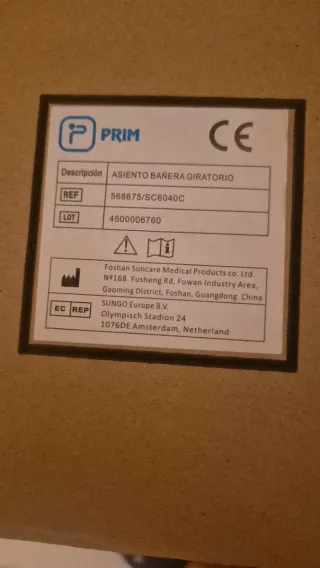 PRIM
CE
Descripción ASIENTO BAÑERA GIRATORIO
REF 568675/SC6040C
LOT 4500006760
Foshan Suncare Medical Products co. Ltd.
Nº168. Fusheng Rd, Fuwan Industry Area,
Gaoming District, Foshan, Guangdong. China
EC REP SUNGO Europe B.V.
Olympisch Stadion 24
1076DE Amsterdam, Netherland